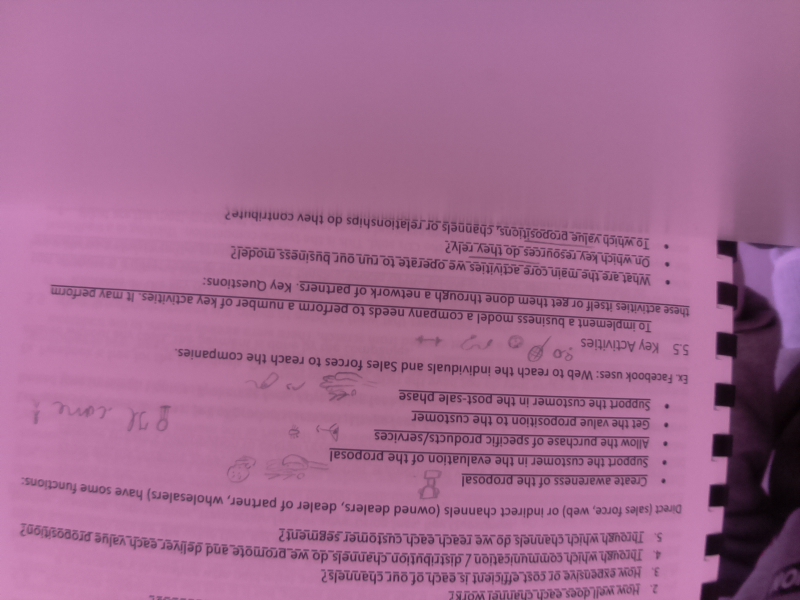 2. How well does each channel work?
3. How expensive or cost efficient is each of our channels?
4. Through which communication / distribution channels do we promote and deliver each value proposition?
5. Through which channels do we reach each customer segment?
Direct (sales force, web) or indirect channels (owned dealers, dealer of partner, wholesaler) have some functions:
• Create awareness of the proposal
• Support the customer in the evaluation of the proposal
• Allow the purchase of specific products/services
• Get the value proposition to the customer
• Support the customer in the post-sale phase
Ex. Facebook uses: Web to reach the individuals and Sales forces to reach the companies.
5.5 Key Activities
To implement a business model a company needs to perform a number of key activities. It may perform
these activities itself or get them done through a network of partners. Key Questions:
• What are the main core activities we operate to run our business model?
• On which key resources do they rely?
• To which value propositions, channels or relationships do they contribute?